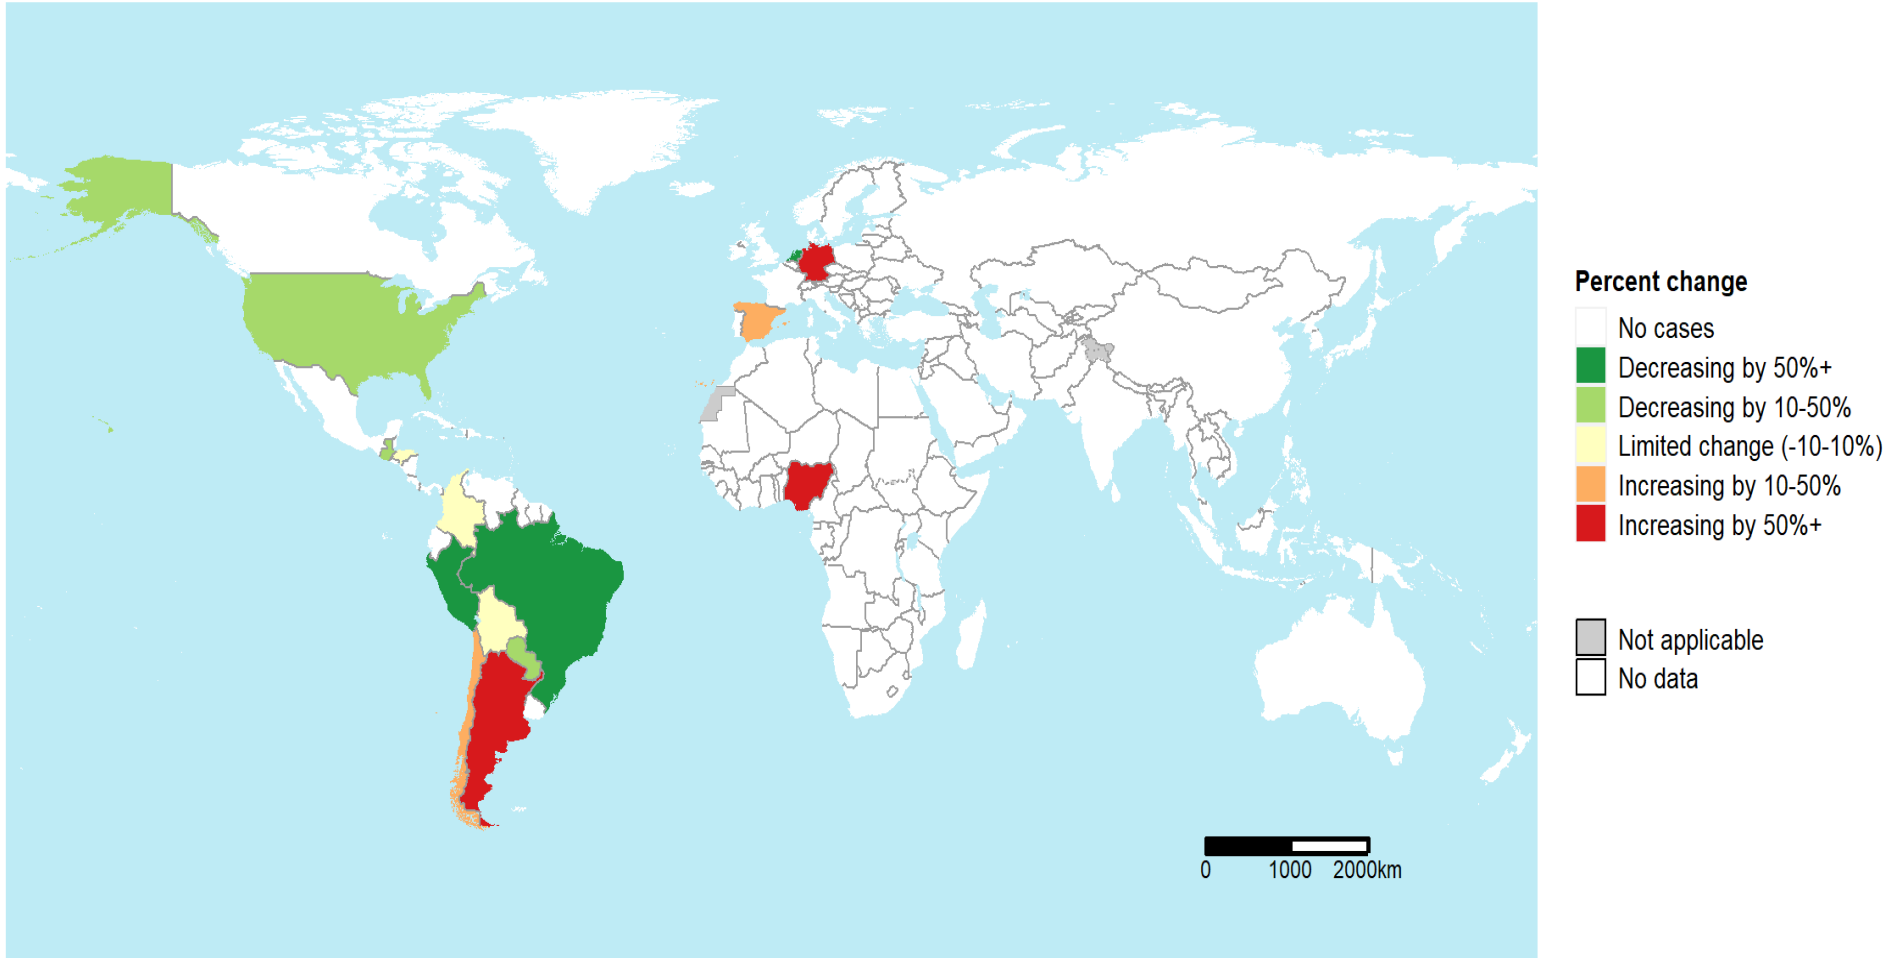 Percent change
No cases
Decreasing by 50%+
Decreasing by 10-50%
Limited change (-10-10%)
Increasing by 10-50%
Increasing by 50%+
Not applicable
No data
0 1000 2000km